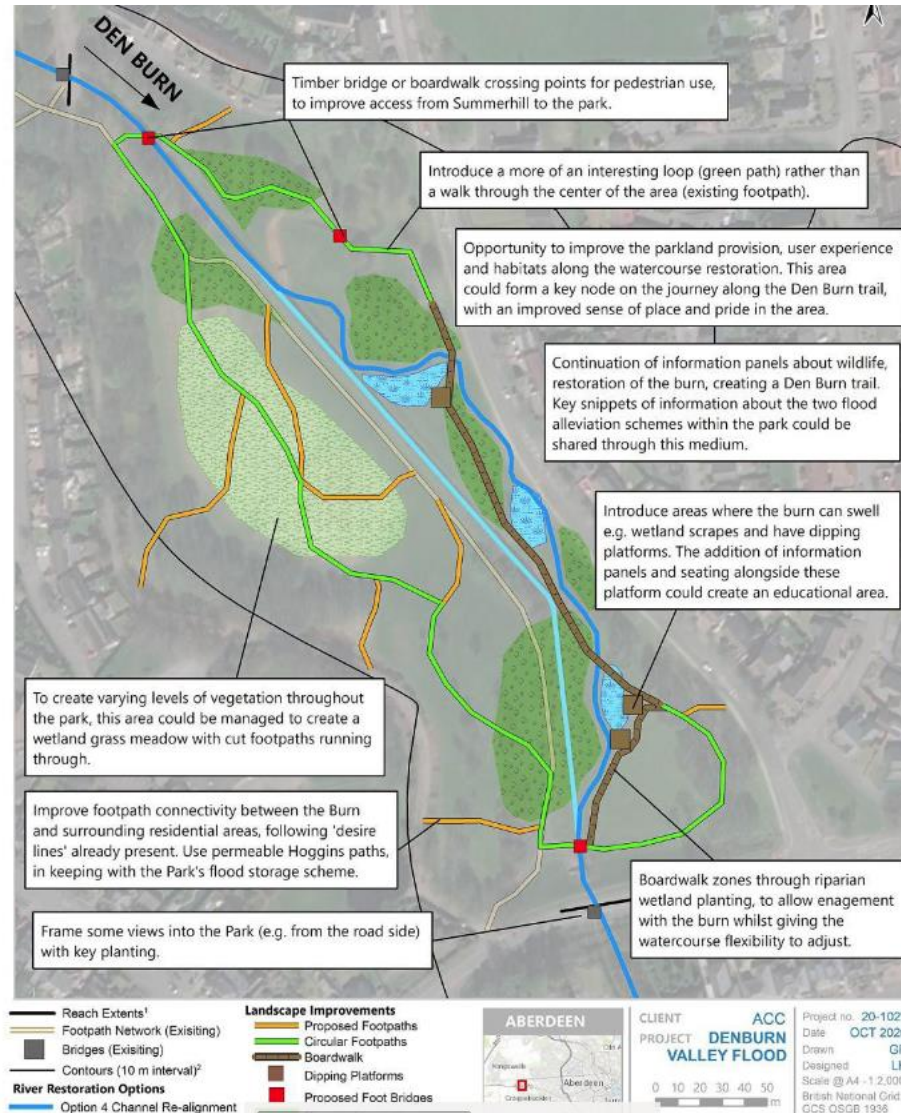 DEN BURN
Timber bridge or boardwalk crossing points for pedestrian use,
to improve access from Summerhill to the park.
Introduce a more of an interesting loop (green path) rather than
a walk through the center of the area (existing footpath).
Opportunity to improve the parkland provision, user experience
and habitats along the watercourse restoration. This area
could form a key node on the journey along the Den Burn trail,
with an improved sense of place and pride in the area.
Continuation of information panels about wildlife,
restoration of the burn, creating a Den Burn trail.
Key snippets of information about the two flood
alleviation schemes within the park could be
shared through this medium.
Introduce areas where the burn can swell
e.g. wetland scrapes and have dipping
platforms. The addition of information
panels and seating alongside these
platform could create an educational area.
To create varying levels of vegetation throughout
the park, this area could be managed to create a
wetland grass meadow with cut footpaths running
through.
Improve footpath connectivity between the Burn
and surrounding residential areas, following 'desire
lines' already present. Use permeable Hoggins paths,
in keeping with the Park's flood storage scheme.
Frame some views into the Park (e.g. from the road side)
with key planting.
Boardwalk zones through riparian
wetland planting, to allow enagement
with the burn whilst giving the
watercourse flexibility to adjust.
Reach Extents¹
Footpath Network (Exisiting)
Bridges (Exisiting)
Contours (10 m interval)²
River Restoration Options
Option 4 Channel Re-alignment
Landscape Improvements
Proposed Footpaths
Circular Footpaths
Boardwalk
Dipping Platforms
Proposed Foot Bridges
ABERDEEN
Kingswells
Aberdeen
CLIENT ACC
PROJECT DENBURN
VALLEY FLOOD
0 10 20 30 40 50
m
Project no. 20-102
Date OCT 202
Drawn
Designed
Scale @ A4 - 1:2,00
British National Grid
GCS OSGB 1936